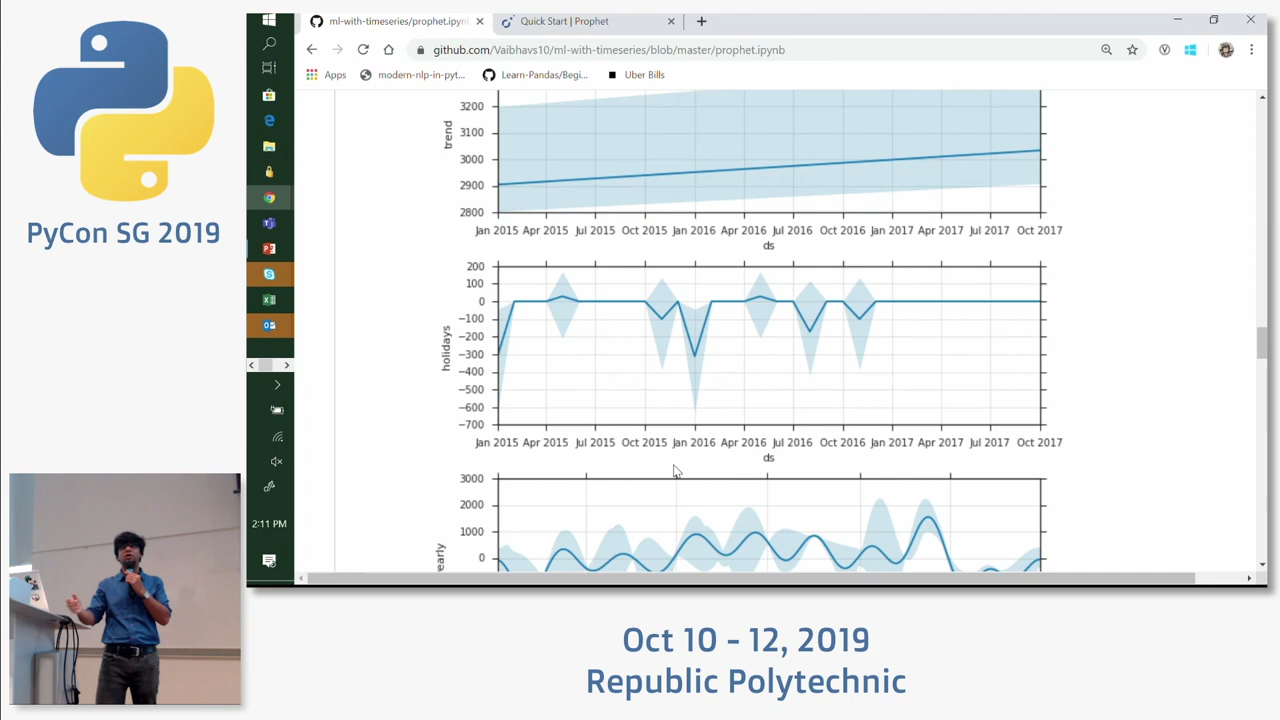 PyCon SG 2019
ml-with-timeseries/prophet.ipyn
Quick Start | Prophet
github.com/Vaibhavs10/ml-with-timeseries/blob/master/prophet.ipynb
Apps
modern-nlp-in-pyt...
Learn-Pandas/Begi...
Uber Bills
trend
3200
3100
3000
2900
2800
Jan 2015 Apr 2015 Jul 2015 Oct 2015 Jan 2016 Apr 2016 Jul 2016 Oct 2016 Jan 2017 Apr 2017 Jul 2017 Oct 2017
ds
holidays
200
100
0
−100
−200
−300
−400
−500
−600
−700
Jan 2015 Apr 2015 Jul 2015 Oct 2015 Jan 2016 Apr 2016 Jul 2016 Oct 2016 Jan 2017 Apr 2017 Jul 2017 Oct 2017
ds
early
3000
2000
1000
0
2:11 PM
Oct 10 - 12, 2019
Republic Polytechnic